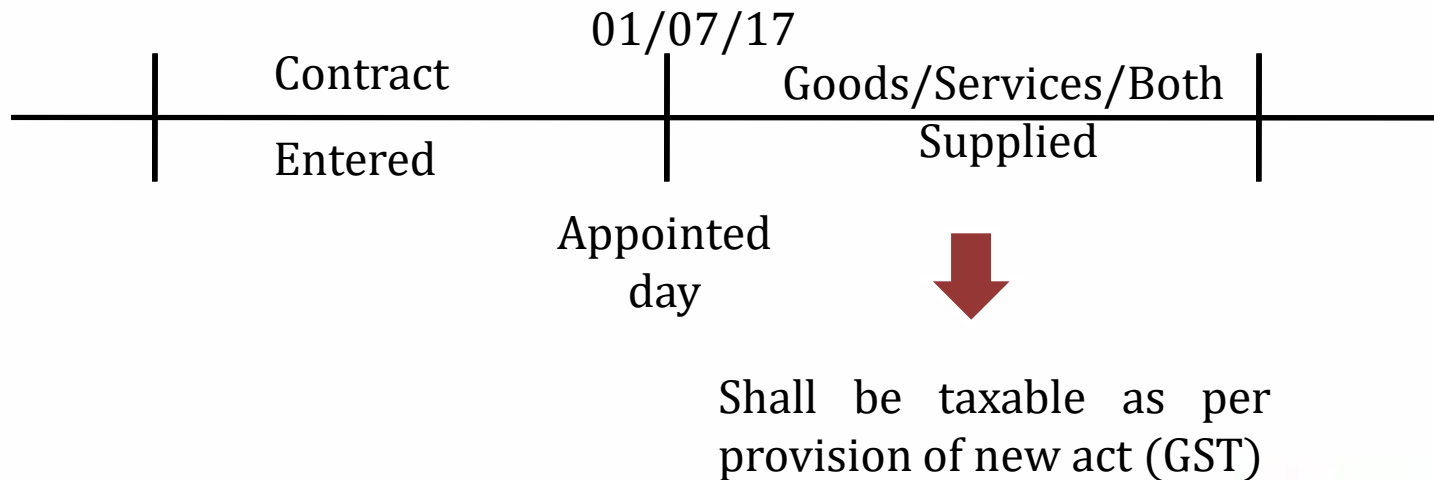 01/07/17
Contract
Entered
Goods/Services/Both
Supplied
Appointed
day
Shall be taxable as per
provision of new act (GST)